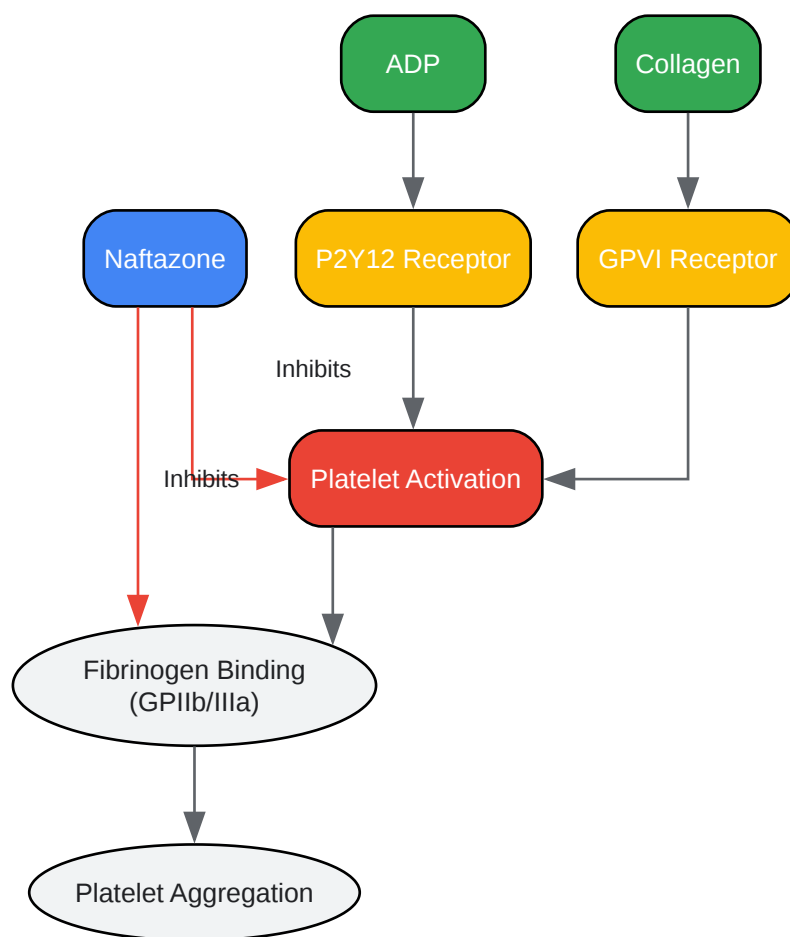 ADP
Collagen
Naftazone
P2Y12 Receptor
GPVI Receptor
Inhibits
Inhibits
Platelet Activation
Fibrinogen Binding
(GPIIb/IIIa)
Platelet Aggregation